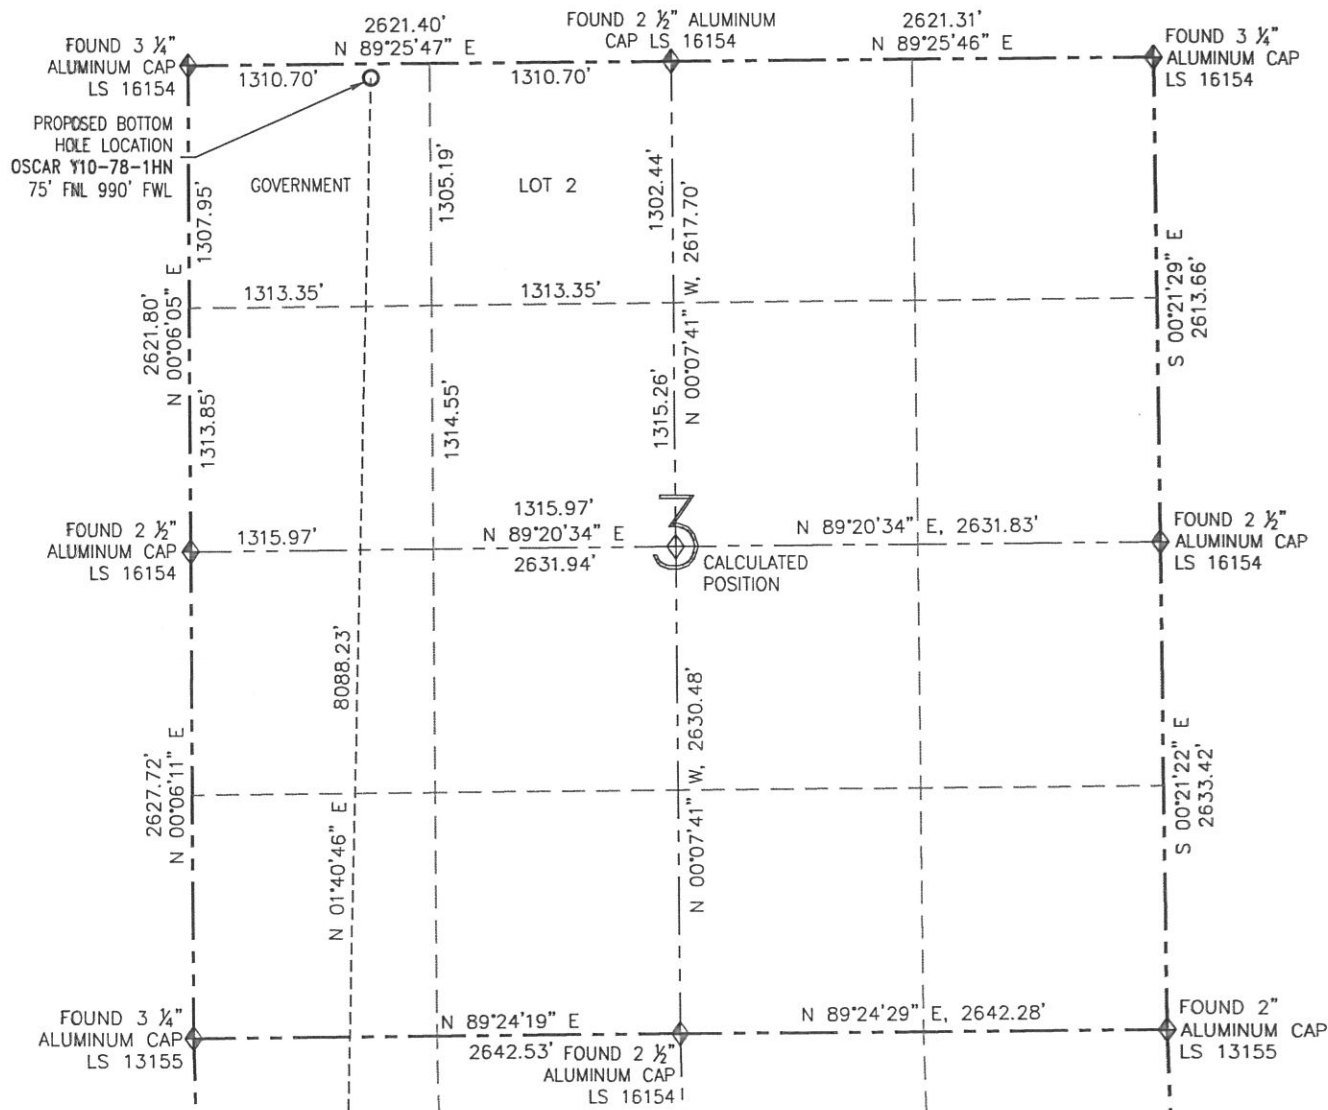 2621.40'
N 89°25'47" E
FOUND 2 ½" ALUMINUM
CAP LS 16154
2621.31'
N 89°25'46" E
FOUND 3 ¼"
ALUMINUM CAP
LS 16154
FOUND 3 ¼"
ALUMINUM CAP
LS 16154
1310.70'
1310.70'
PROPOSED BOTTOM
HOLE LOCATION
OSCAR Y10-78-1HN
75' FNL 990' FWL
GOVERNMENT
LOT 2
1307.95'
1305.19'
1302.44'
N 00°07'41" W, 2617.70'
2621.80'
N 00°06'05" E
S 00°21'29" E
2613.66'
1313.35'
1313.35'
1313.85'
1314.55'
1315.26'
FOUND 2 ½"
ALUMINUM CAP
LS 16154
1315.97'
1315.97'
N 89°20'34" E
2631.94'
3
CALCULATED
POSITION
N 89°20'34" E, 2631.83'
FOUND 2 ½"
ALUMINUM CAP
LS 16154
8088.23'
N 01°40'46" E
2627.72'
N 00°06'11" E
N 00°07'41" W, 2630.48'
S 00°21'22" E
2633.42'
FOUND 3 ¼"
ALUMINUM CAP
LS 13155
N 89°24'19" E
2642.53'
FOUND 2 ½"
ALUMINUM CAP
LS 16154
N 89°24'29" E, 2642.28'
FOUND 2"
ALUMINUM CAP
LS 13155